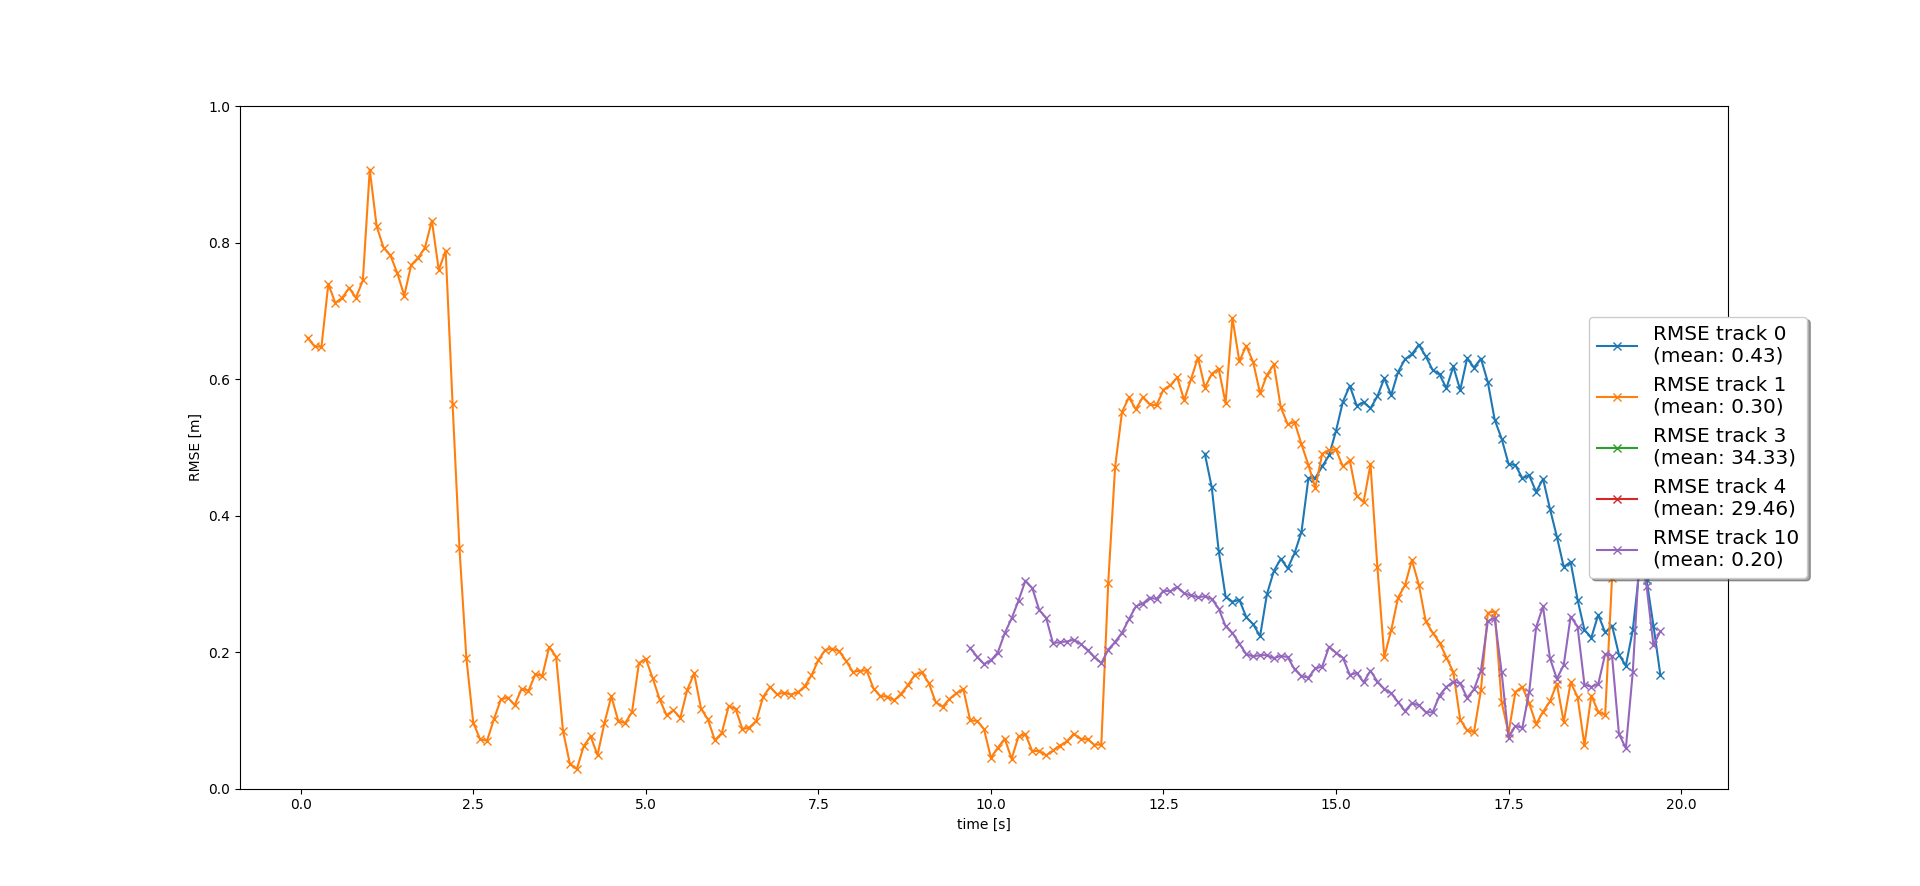 1.0
0.8
0.6
0.4
0.2
0.0
RMSE [m]
0.0 2.5 5.0 7.5 10.0 12.5 15.0 17.5 20.0
time [s]
RMSE track 0
(mean: 0.43)
RMSE track 1
(mean: 0.30)
RMSE track 3
(mean: 34.33)
RMSE track 4
(mean: 29.46)
RMSE track 10
(mean: 0.20)